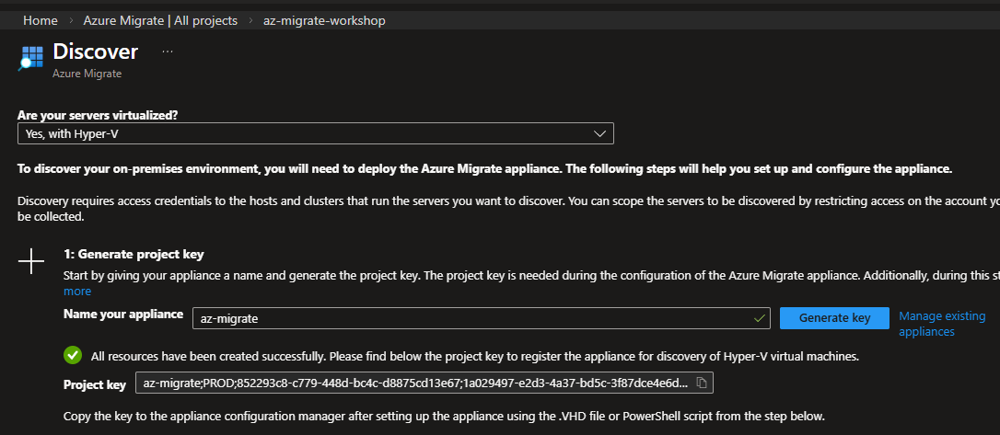 Home > Azure Migrate | All projects > az-migrate-workshop
Discover ...
Azure Migrate
Are your servers virtualized?
Yes, with Hyper-V
To discover your on-premises environment, you will need to deploy the Azure Migrate appliance. The following steps will help you set up and configure the appliance.
Discovery requires access credentials to the hosts and clusters that run the servers you want to discover. You can scope the servers to be discovered by restricting access on the account
be collected.
1: Generate project key
Start by giving your appliance a name and generate the project key. The project key is needed during the configuration of the Azure Migrate appliance. Additionally, during this
more
Name your appliance
az-migrate
Generate key
Manage existing
appliances
All resources have been created successfully. Please find below the project key to register the appliance for discovery of Hyper-V virtual machines.
Project key
az-migrate;PROD;852293c8-c779-448d-bc4c-d8875cd13e67;1a029497-e2d3-4a37-bd5c-3f87dce4e6d...
Copy the key to the appliance configuration manager after setting up the appliance using the .VHD file or PowerShell script from the step below.